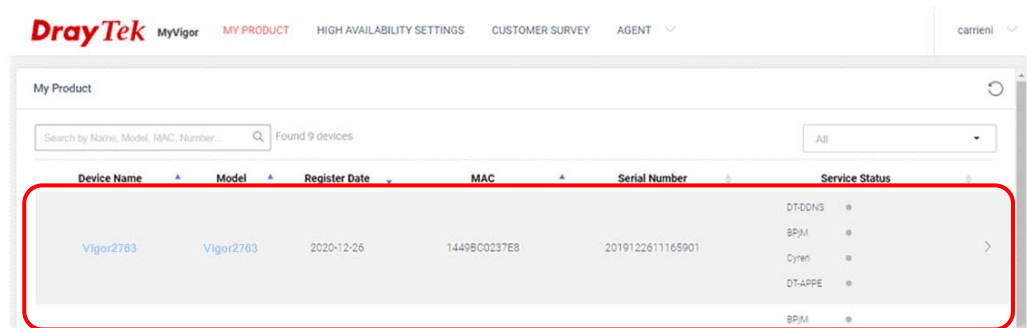 DrayTek MyVigor MY PRODUCT HIGH AVAILABILITY SETTINGS CUSTOMER SURVEY AGENT carrieni
My Product
Search by Name, Model, MAC, Number... Found 9 devices All
Device Name Model Register Date MAC Serial Number Service Status
DT-DDNS
BPjM
Vigor2763 Vigor2763 2020-12-26 1449BC0237E8 2019122611165901
Cyren
DT-APPE
BPjM